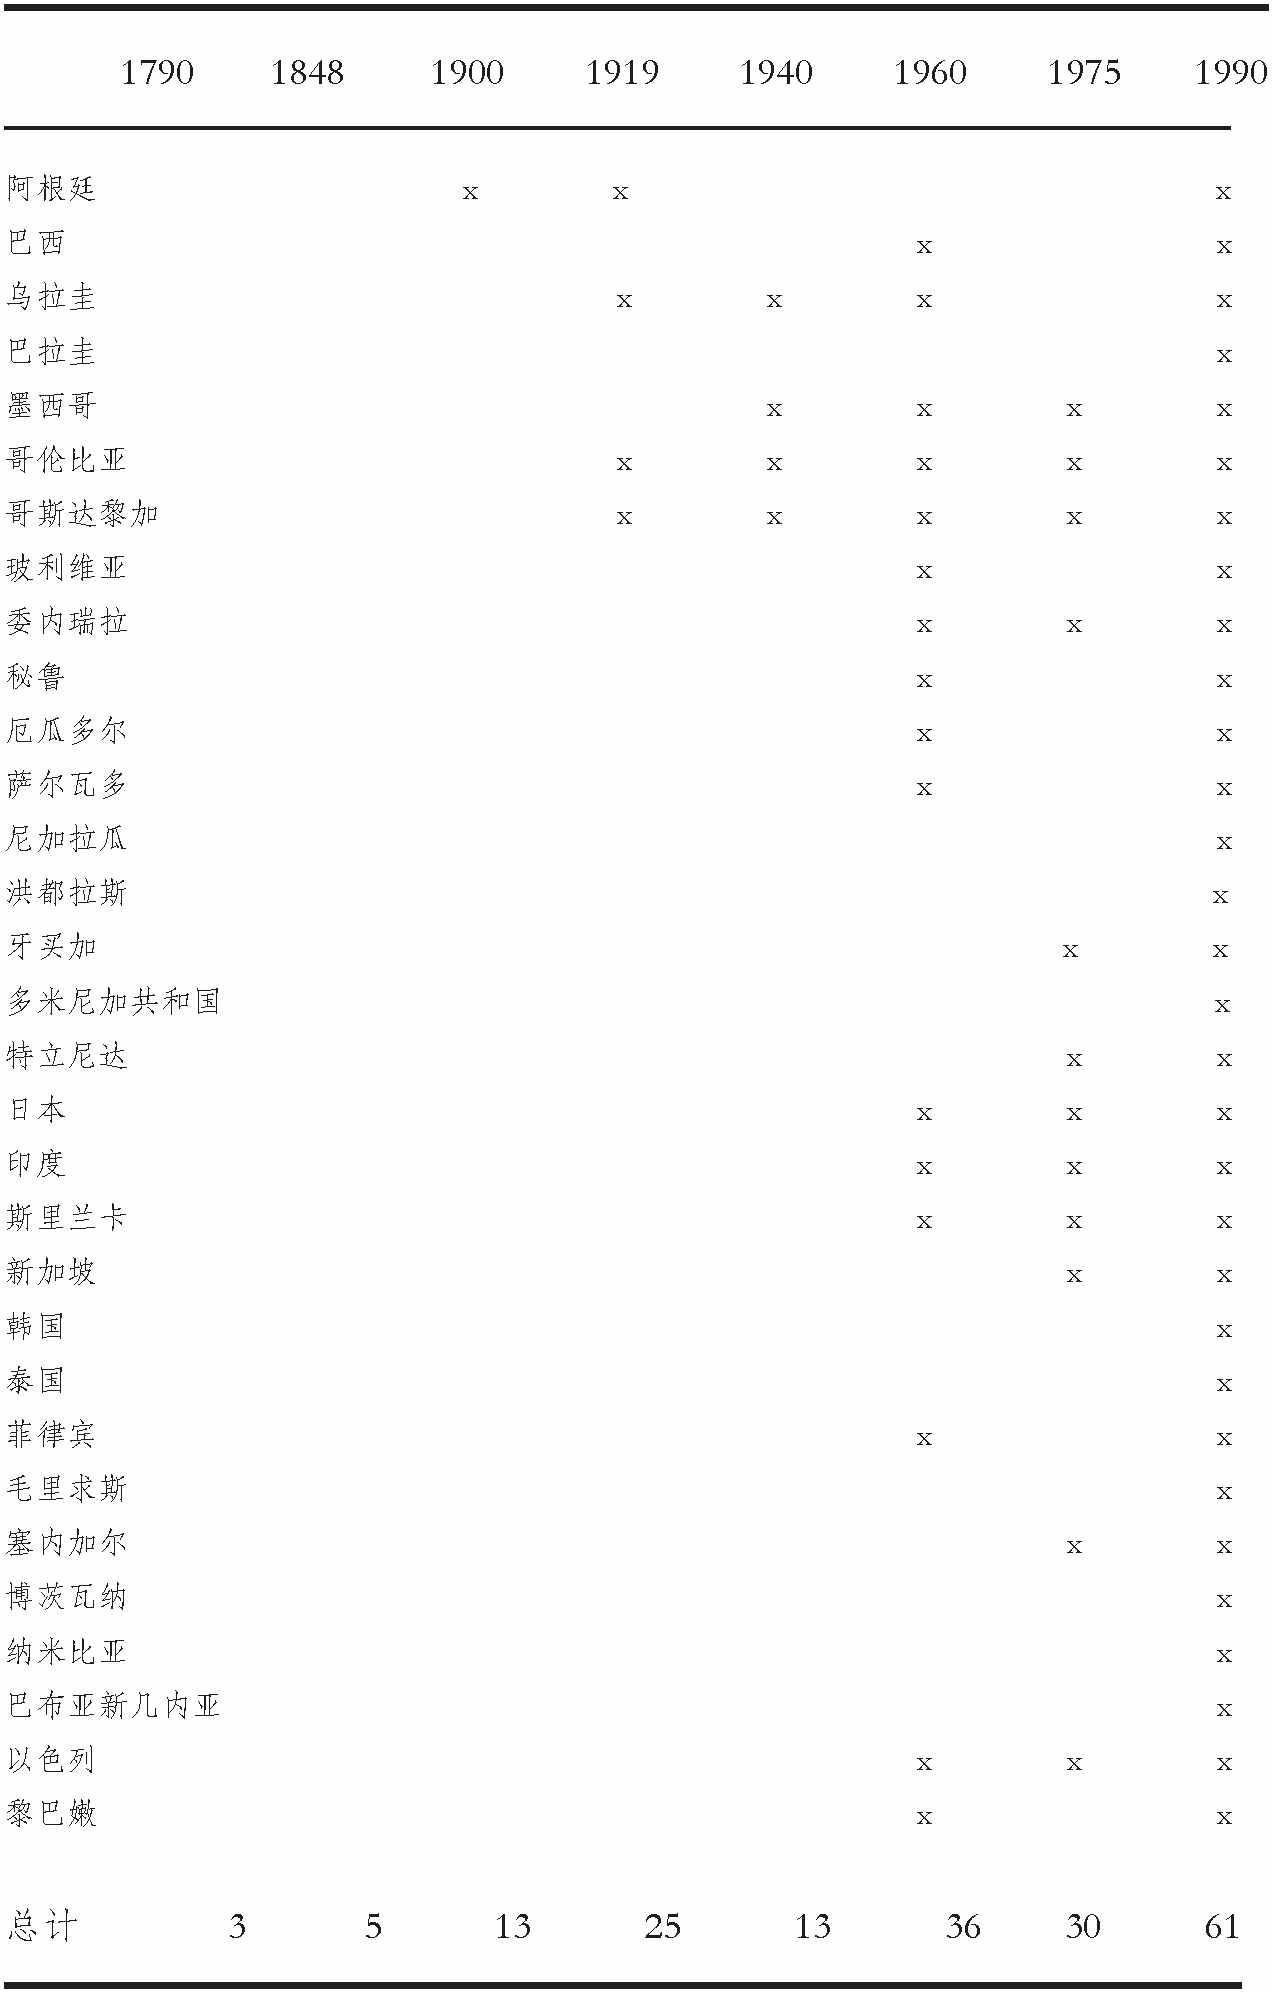 1790 1848 1900 1919 1940 1960 1975 1990
阿根廷 x x x
巴西 x x
乌拉圭 x x x x
巴拉圭 x
墨西哥 x x x x
哥伦比亚 x x x x x
哥斯达黎加 x x x x x
玻利维亚 x x
委内瑞拉 x x x
秘鲁 x x
厄瓜多尔 x x
萨尔瓦多 x x
尼加拉瓜 x
洪都拉斯 x
牙买加 x x
多米尼加共和国 x
特立尼达 x x
日本 x x x
印度 x x x
斯里兰卡 x x x
新加坡 x x
韩国 x
泰国 x
菲律宾 x x
毛里求斯 x
塞内加尔 x x
博茨瓦纳 x
纳米比亚 x
巴布亚新几内亚 x
以色列 x x x
黎巴嫩 x x
总计 3 5 13 25 13 36 30 61